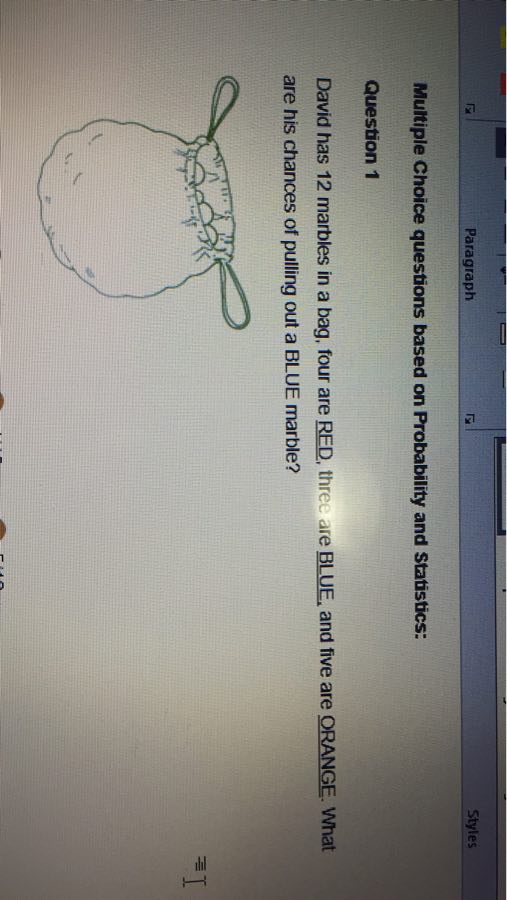 Paragraph
Styles
Multiple Choice questions based on Probability and Statistics:
Question 1
David has 12 marbles in a bag, four are RED, three are BLUE, and five are ORANGE. What
are his chances of pulling out a BLUE marble?